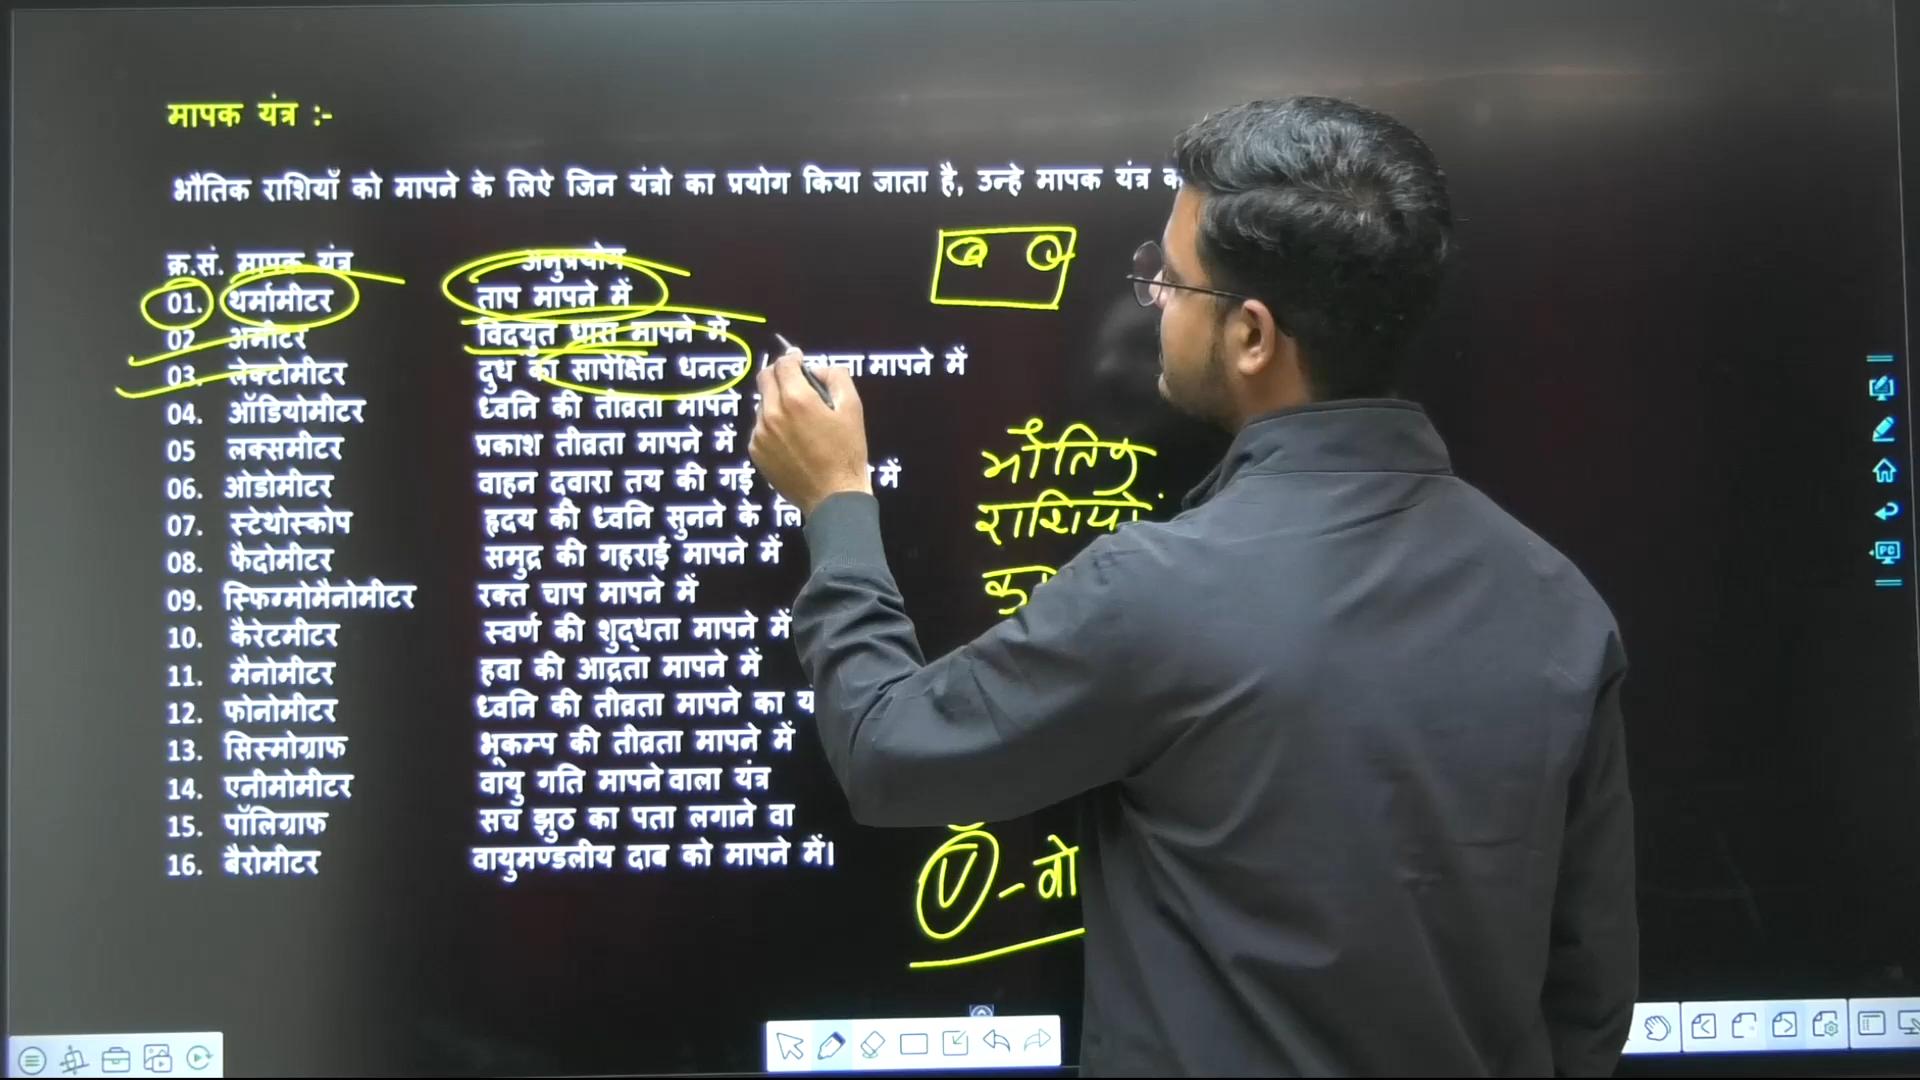 मापक यंत्र :-
भौतिक राशियाँ को मापने के लिऐ जिन यंत्रो का प्रयोग किया जाता है, उन्हे मापक यंत्र
क्र.सं. मापक यंत्र अनुप्रयोग
01. थर्मामीटर ताप मापने में
02 अमीटर विदयुत धारा मापने में
03. लेक्टोमीटर दुध का सापेक्षित धनत्व मापने में
04. ऑडियोमीटर ध्वनि की तीव्रता मापने
05 लक्समीटर प्रकाश तीव्रता मापने में
06. ओडोमीटर वाहन दवारा तय की गई में
07. स्टेथोस्कोप हृदय की ध्वनि सुनने के
08. फैदोमीटर समुद्र की गहराई मापने में
09. स्फिग्मोमैनोमीटर रक्त चाप मापने में
10. कैरेटमीटर स्वर्ण की शुद्धता मापने में
11. मैनोमीटर हवा की आद्रता मापने में
12. फोनोमीटर ध्वनि की तीव्रता मापने का
13. सिस्मोग्राफ भूकम्प की तीव्रता मापने में
14. एनीमोमीटर वायु गति मापने वाला यंत्र
15. पॉलिग्राफ सच झुठ का पता लगाने वा
16. बैरोमीटर वायुमण्डलीय दाब को मापने में।
भौतिक
राशियों
V - वो
PC